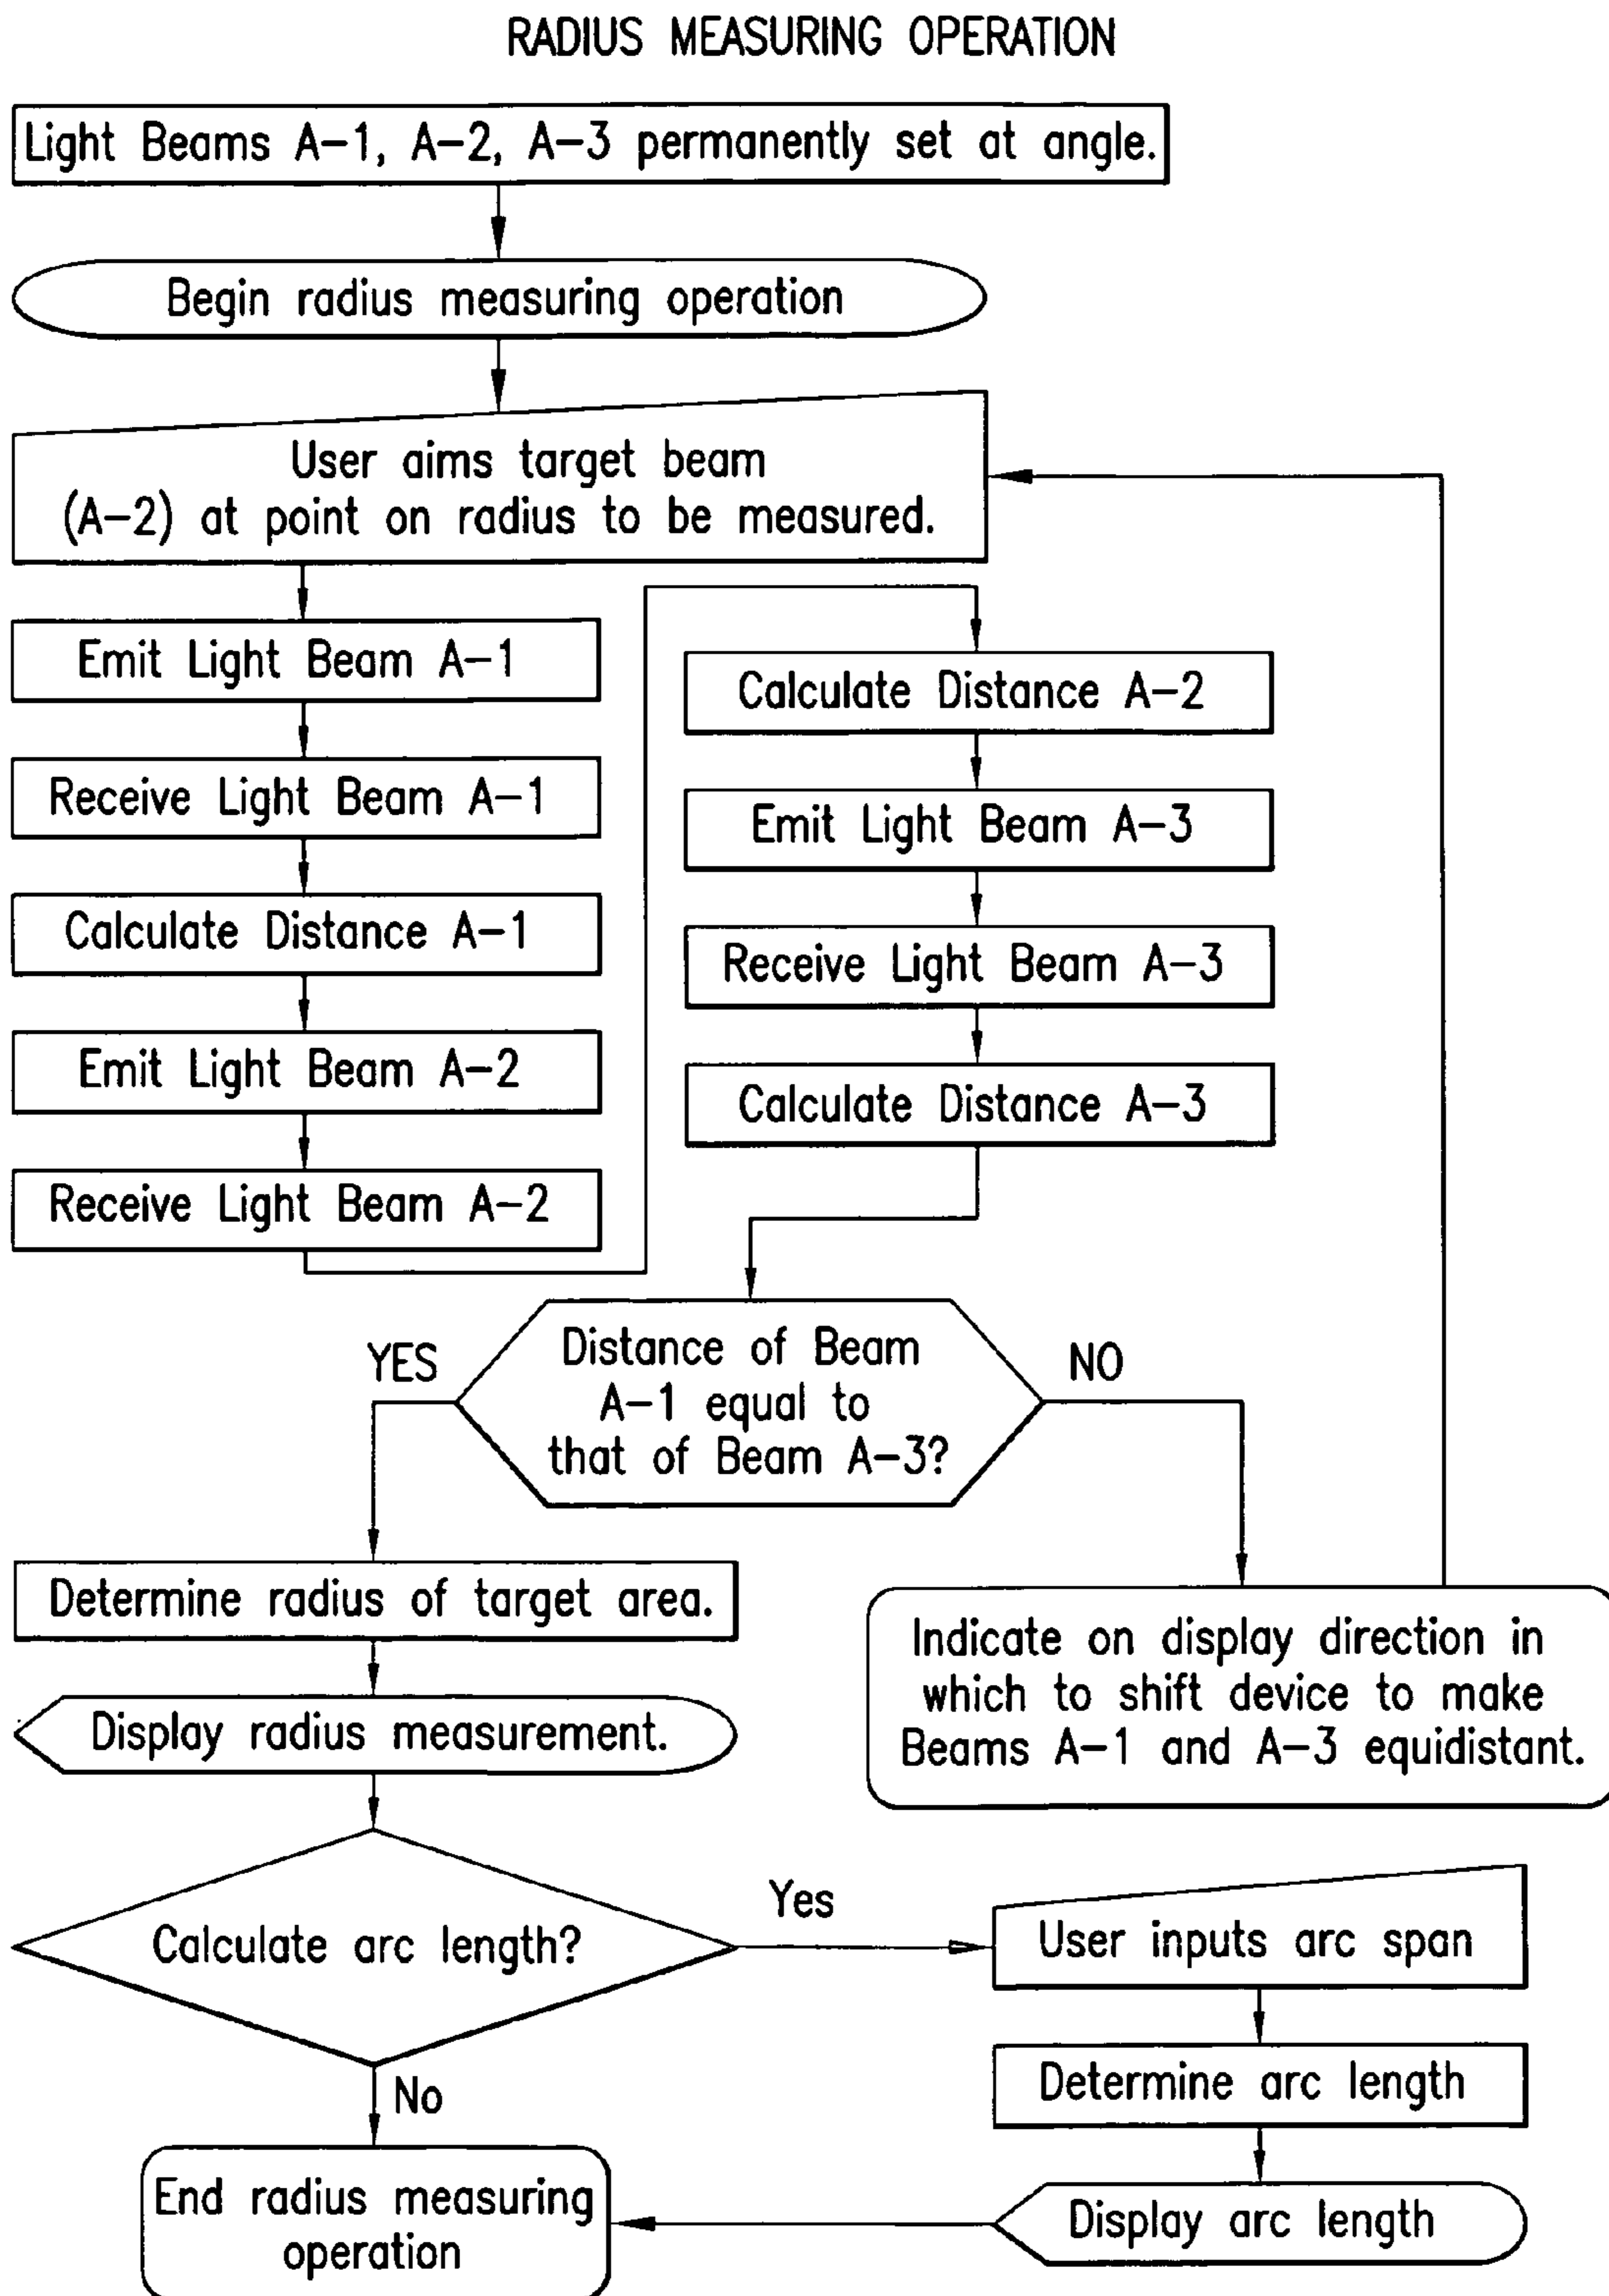 RADIUS MEASURING OPERATION
Light Beams A-1, A-2, A-3 permanently set at angle.
Begin radius measuring operation
User aims target beam
(A-2) at point on radius to be measured.
Emit Light Beam A-1
Receive Light Beam A-1
Calculate Distance A-1
Emit Light Beam A-2
Receive Light Beam A-2
Calculate Distance A-2
Emit Light Beam A-3
Receive Light Beam A-3
Calculate Distance A-3
Distance of Beam
A-1 equal to
that of Beam A-3?
YES
NO
Determine radius of target area.
Display radius measurement.
Indicate on display direction in
which to shift device to make
Beams A-1 and A-3 equidistant.
Calculate arc length?
Yes
User inputs arc span
Determine arc length
Display arc length
No
End radius measuring
operation